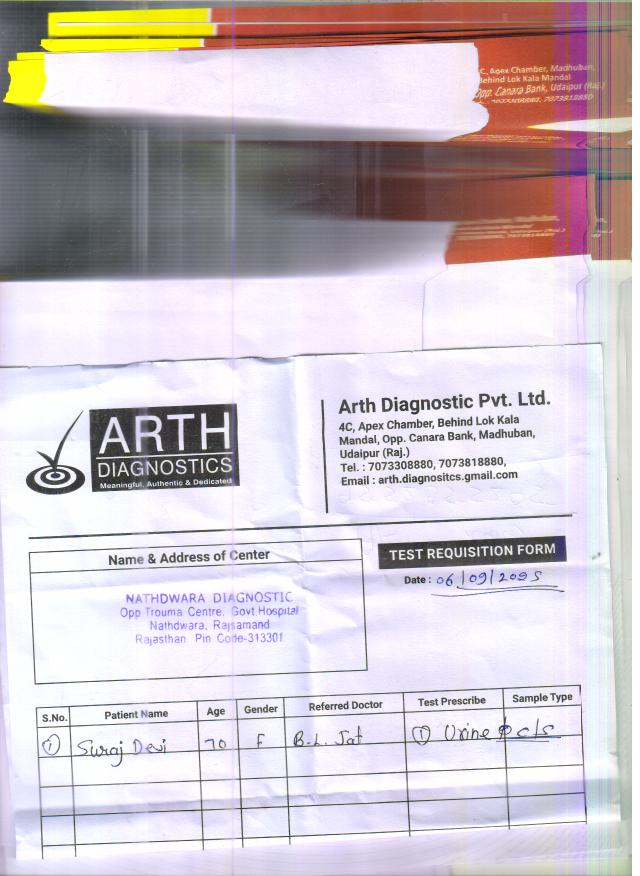 C, Apex Chamber, Madhuban,
Behind Lok Kala Mandal
Opp. Canara Bank, Udaipur (Raj.)
ARTH
DIAGNOSTICS
Meaningful, Authentic & Dedicated
Arth Diagnostic Pvt. Ltd.
4C, Apex Chamber, Behind Lok Kala
Mandal, Opp. Canara Bank, Madhuban,
Udaipur (Raj.)
Tel. : 7073308880, 7073818880,
Email : arth.diagnositcs.gmail.com
Name & Address of Center
TEST REQUISITION FORM
Date : 06/09/2025
NATHDWARA DIAGNOSTIC
Opp Trouma Centre, Govt Hospital
Nathdwara, Rajsamand
Rajasthan Pin Code-313301
S.No. Patient Name Age Gender Referred Doctor Test Prescribe Sample Type
1 Suraj Devi 70 F B.L. Jat 1 Urine c/s